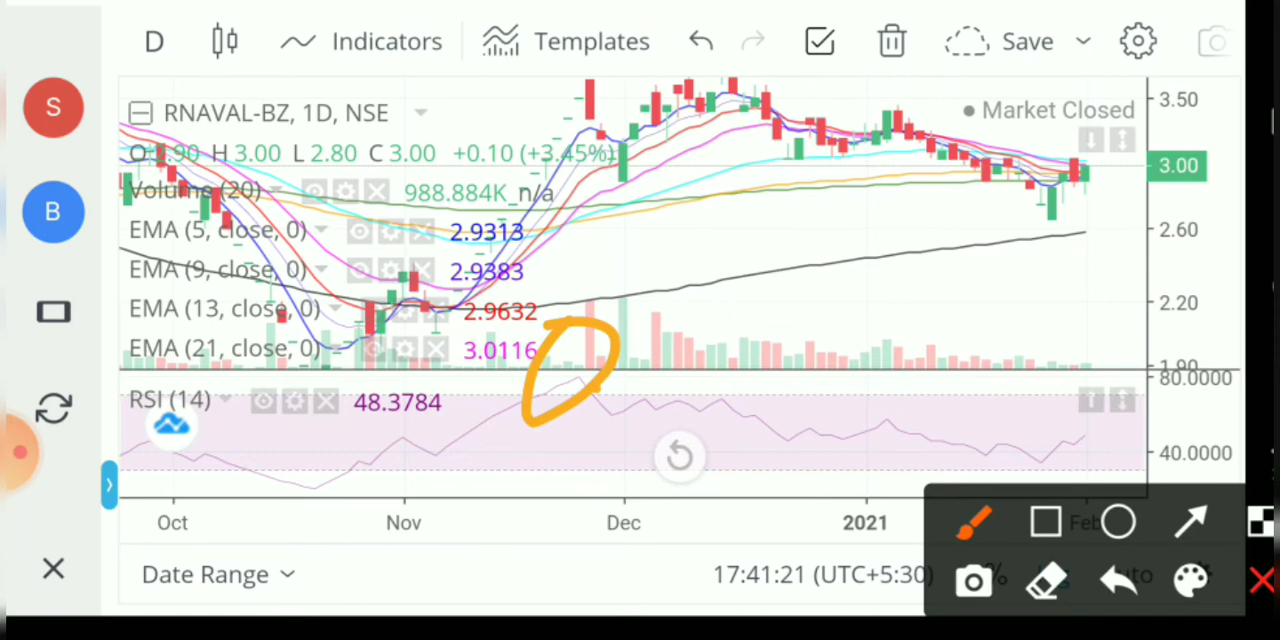 D Indicators Templates Save
S
RNAVAL-BZ, 1D, NSE Market Closed 3.50
H 3.00 L 2.80 C 3.00 +0.10 (+3.45%) 3.00
B
Volume (20) 988.884K n/a
EMA (5, close, 0) 2.9313 2.60
EMA (9, close, 0) 2.9383
EMA (13, close, 0) 2.9632 2.20
EMA (21, close, 0) 3.0116
80.0000
RSI (14) 48.3784
40.0000
Oct Nov Dec 2021 Feb
Date Range 17:41:21 (UTC+5:30) %